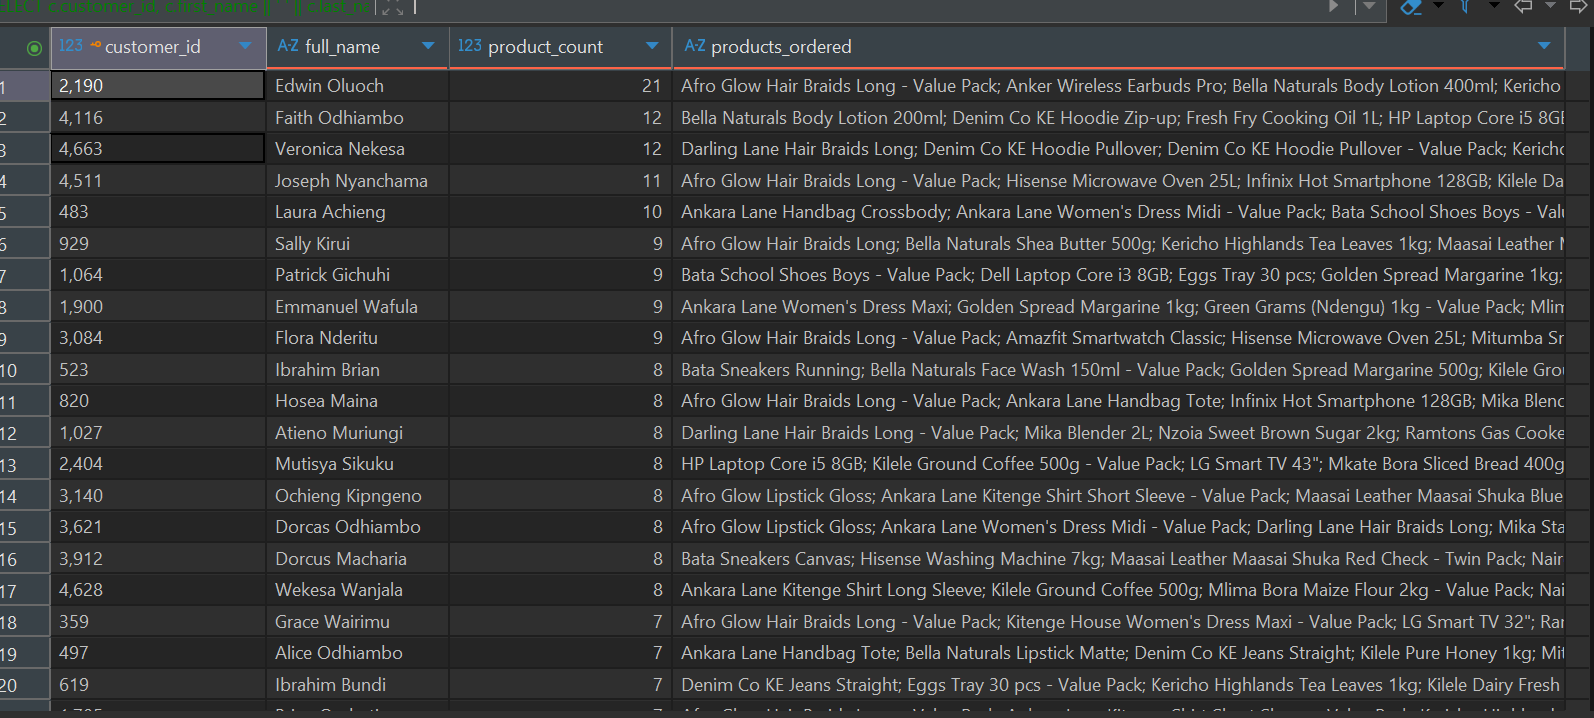 SELECT c.customer_id, c.first_name || ' ' || c.last_na
123 customer_id A-Z full_name 123 product_count A-Z products_ordered
1 2,190 Edwin Oluoch 21 Afro Glow Hair Braids Long - Value Pack; Anker Wireless Earbuds Pro; Bella Naturals Body Lotion 400ml; Kericho
2 4,116 Faith Odhiambo 12 Bella Naturals Body Lotion 200ml; Denim Co KE Hoodie Zip-up; Fresh Fry Cooking Oil 1L; HP Laptop Core i5 8GB
3 4,663 Veronica Nekesa 12 Darling Lane Hair Braids Long; Denim Co KE Hoodie Pullover; Denim Co KE Hoodie Pullover - Value Pack; Kericho
4 4,511 Joseph Nyanchama 11 Afro Glow Hair Braids Long - Value Pack; Hisense Microwave Oven 25L; Infinix Hot Smartphone 128GB; Kilele Da
5 483 Laura Achieng 10 Ankara Lane Handbag Crossbody; Ankara Lane Women's Dress Midi - Value Pack; Bata School Shoes Boys - Val
6 929 Sally Kirui 9 Afro Glow Hair Braids Long; Bella Naturals Shea Butter 500g; Kericho Highlands Tea Leaves 1kg; Maasai Leather
7 1,064 Patrick Gichuhi 9 Bata School Shoes Boys - Value Pack; Dell Laptop Core i3 8GB; Eggs Tray 30 pcs; Golden Spread Margarine 1kg;
8 1,900 Emmanuel Wafula 9 Ankara Lane Women's Dress Maxi; Golden Spread Margarine 1kg; Green Grams (Ndengu) 1kg - Value Pack; Mlim
9 3,084 Flora Nderitu 9 Afro Glow Hair Braids Long - Value Pack; Amazfit Smartwatch Classic; Hisense Microwave Oven 25L; Mitumba Sn
10 523 Ibrahim Brian 8 Bata Sneakers Running; Bella Naturals Face Wash 150ml - Value Pack; Golden Spread Margarine 500g; Kilele Gro
11 820 Hosea Maina 8 Afro Glow Hair Braids Long - Value Pack; Ankara Lane Handbag Tote; Infinix Hot Smartphone 128GB; Mika Blend
12 1,027 Atieno Muriungi 8 Darling Lane Hair Braids Long - Value Pack; Mika Blender 2L; Nzoia Sweet Brown Sugar 2kg; Ramtons Gas Cooke
13 2,404 Mutisya Sikuku 8 HP Laptop Core i5 8GB; Kilele Ground Coffee 500g - Value Pack; LG Smart TV 43"; Mkate Bora Sliced Bread 400g
14 3,140 Ochieng Kipngeno 8 Afro Glow Lipstick Gloss; Ankara Lane Kitenge Shirt Short Sleeve - Value Pack; Maasai Leather Maasai Shuka Blue
15 3,621 Dorcas Odhiambo 8 Afro Glow Lipstick Gloss; Ankara Lane Women's Dress Midi - Value Pack; Darling Lane Hair Braids Long; Mika Sta
16 3,912 Dorcus Macharia 8 Bata Sneakers Canvas; Hisense Washing Machine 7kg; Maasai Leather Maasai Shuka Red Check - Twin Pack; Nair
17 4,628 Wekesa Wanjala 8 Ankara Lane Kitenge Shirt Long Sleeve; Kilele Ground Coffee 500g; Mlima Bora Maize Flour 2kg - Value Pack; Nai
18 359 Grace Wairimu 7 Afro Glow Hair Braids Long - Value Pack; Kitenge House Women's Dress Maxi - Value Pack; LG Smart TV 32"; Ran
19 497 Alice Odhiambo 7 Ankara Lane Handbag Tote; Bella Naturals Lipstick Matte; Denim Co KE Jeans Straight; Kilele Pure Honey 1kg; Mit
20 619 Ibrahim Bundi 7 Denim Co KE Jeans Straight; Eggs Tray 30 pcs - Value Pack; Kericho Highlands Tea Leaves 1kg; Kilele Dairy Fresh